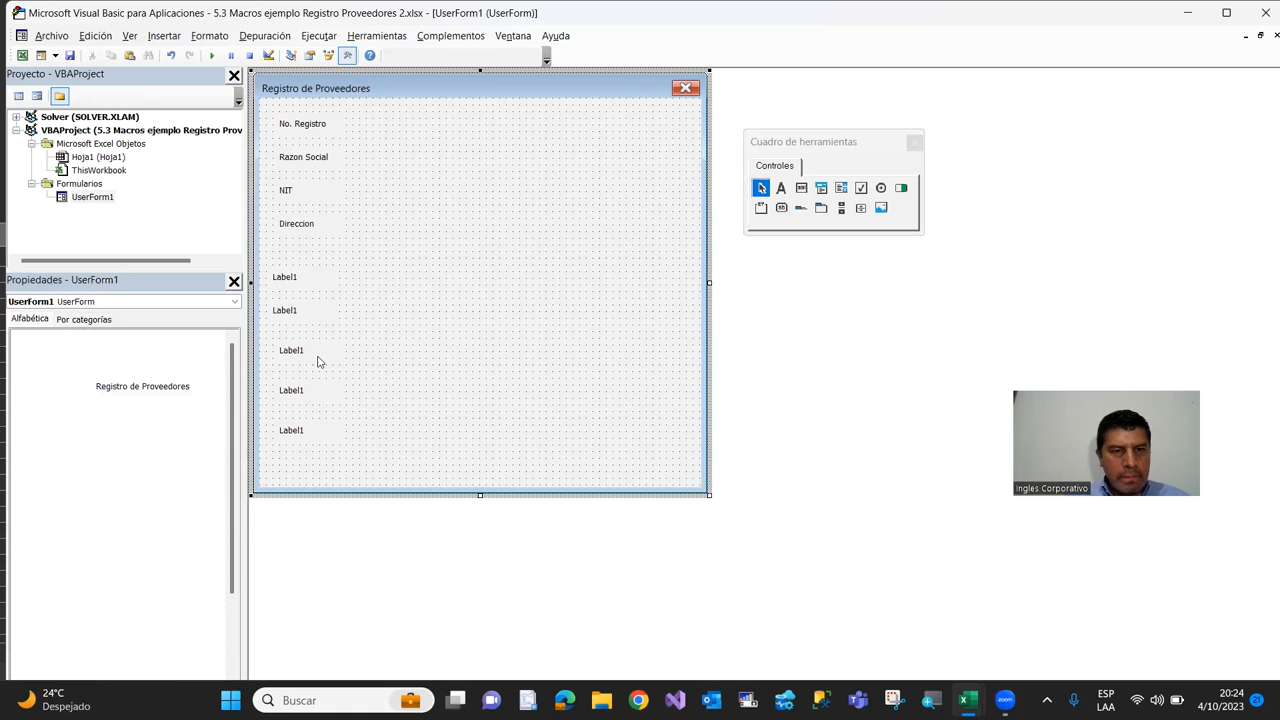 Microsoft Visual Basic para Aplicaciones - 5.3 Macros ejemplo Registro Proveedores 2.xlsx - [UserForm1 (UserForm)]
Archivo Edición Ver Insertar Formato Depuración Ejecutar Herramientas Complementos Ventana Ayuda
Proyecto - VBAProject
Solver (SOLVER.XLAM)
VBAProject (5.3 Macros ejemplo Registro Prov
Microsoft Excel Objetos
Hoja1 (Hoja1)
ThisWorkbook
Formularios
UserForm1
Propiedades - UserForm1
UserForm1 UserForm
Alfabética Por categorías
Registro de Proveedores
Registro de Proveedores
No. Registro
Razon Social
NIT
Direccion
Label1
Label1
Label1
Label1
Label1
Cuadro de herramientas
Controles
Ingles Corporativo
24°C
Despejado
Buscar
ESP
LAA
20:24
4/10/2023
21